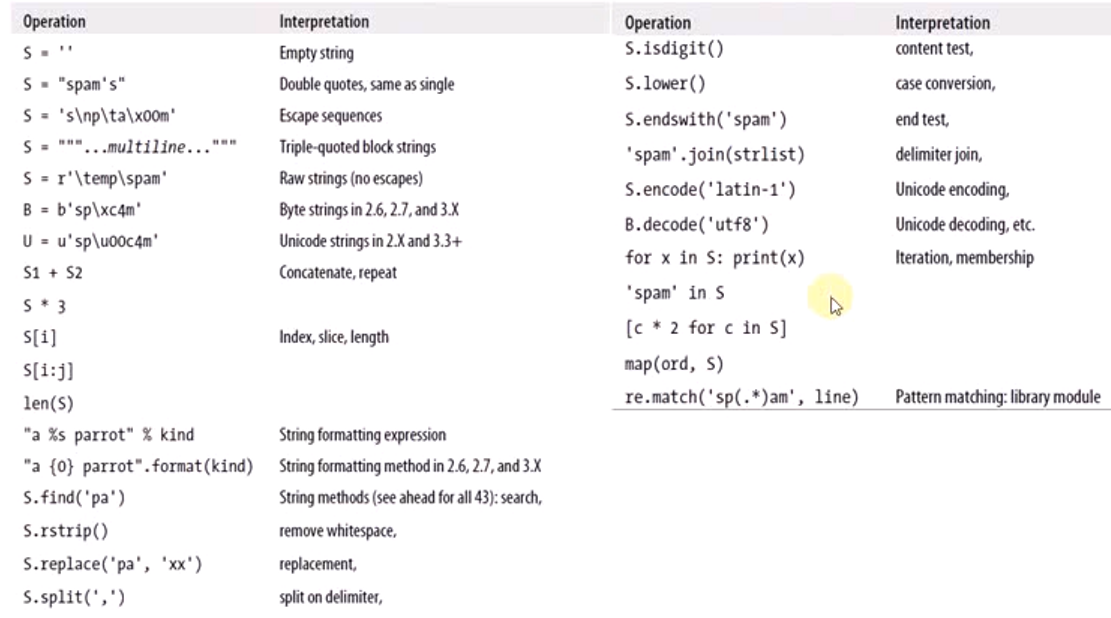 Operation Interpretation
S = '' Empty string
S = "spam's" Double quotes, same as single
S = 's\np\ta\x00m' Escape sequences
S = """...multiline...""" Triple-quoted block strings
S = r'\temp\spam' Raw strings (no escapes)
B = b'sp\xc4m' Byte strings in 2.6, 2.7, and 3.X
U = u'sp\u00c4m' Unicode strings in 2.X and 3.3+
S1 + S2 Concatenate, repeat
S * 3
S[i] Index, slice, length
S[i:j]
len(S)
"a %s parrot" % kind String formatting expression
"a {0} parrot".format(kind) String formatting method in 2.6, 2.7, and 3.X
S.find('pa') String methods (see ahead for all 43): search,
S.rstrip() remove whitespace,
S.replace('pa', 'xx') replacement,
S.split(',') split on delimiter,
Operation Interpretation
S.isdigit() content test,
S.lower() case conversion,
S.endswith('spam') end test,
'spam'.join(strlist) delimiter join,
S.encode('latin-1') Unicode encoding,
B.decode('utf8') Unicode decoding, etc.
for x in S: print(x) Iteration, membership
'spam' in S
[c * 2 for c in S]
map(ord, S)
re.match('sp(.*)am', line) Pattern matching: library module